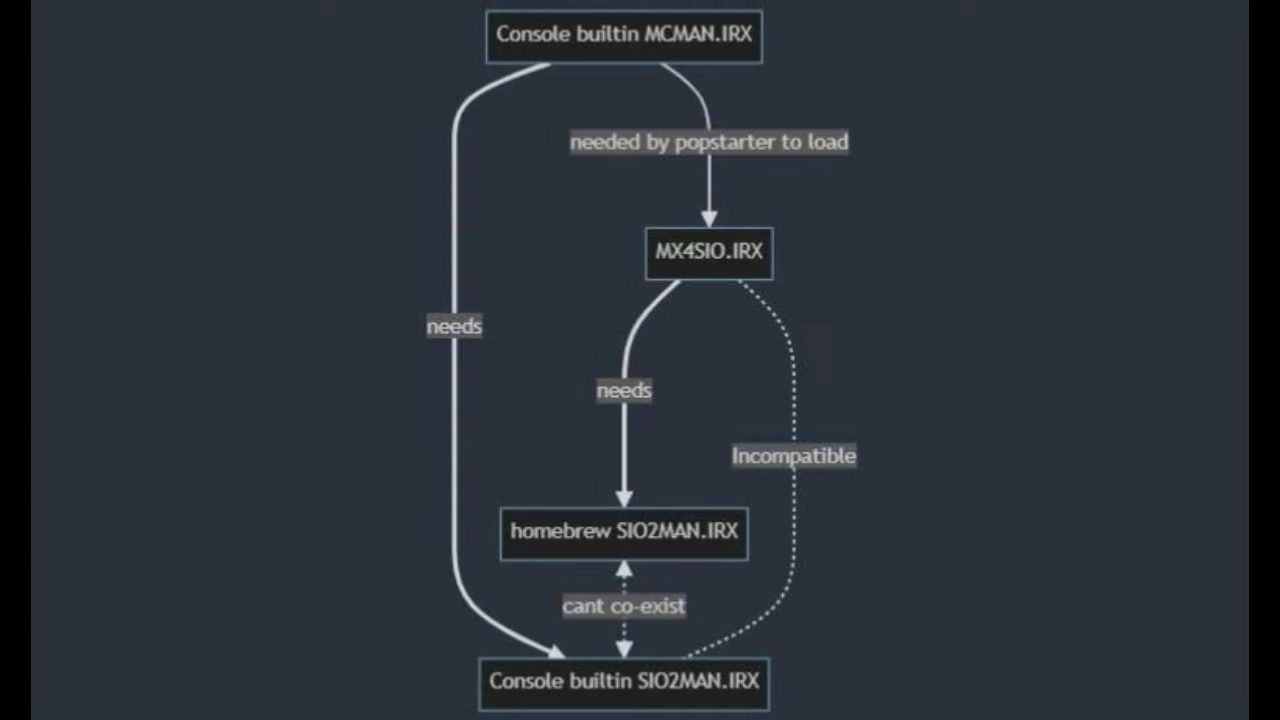 Console builtin MCMAN.IRX
needed by popstarter to load
MX4SIO.IRX
needs
needs
Incompatible
homebrew SIO2MAN.IRX
cant co-exist
Console builtin SIO2MAN.IRX